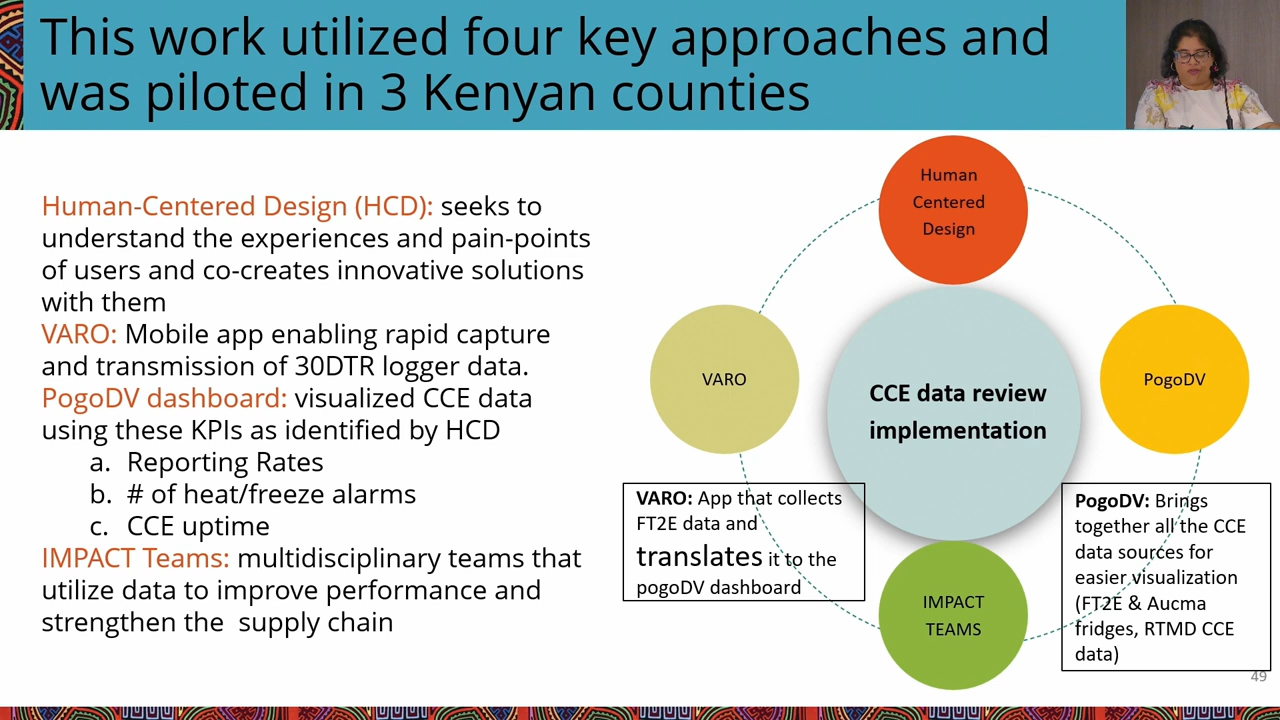 This work utilized four key approaches and
was piloted in 3 Kenyan counties
Human-Centered Design (HCD): seeks to
understand the experiences and pain-points
of users and co-creates innovative solutions
with them
VARO: Mobile app enabling rapid capture
and transmission of 30DTR logger data.
PogoDV dashboard: visualized CCE data
using these KPIs as identified by HCD
a. Reporting Rates
b. # of heat/freeze alarms
c. CCE uptime
IMPACT Teams: multidisciplinary teams that
utilize data to improve performance and
strengthen the supply chain
Human
Centered
Design
VARO
CCE data review
implementation
PogoDV
VARO: App that collects
FT2E data and
translates it to the
pogoDV dashboard
IMPACT
TEAMS
PogoDV: Brings
together all the CCE
data sources for
easier visualization
(FT2E & Aucma
fridges, RTMD CCE
data)
49